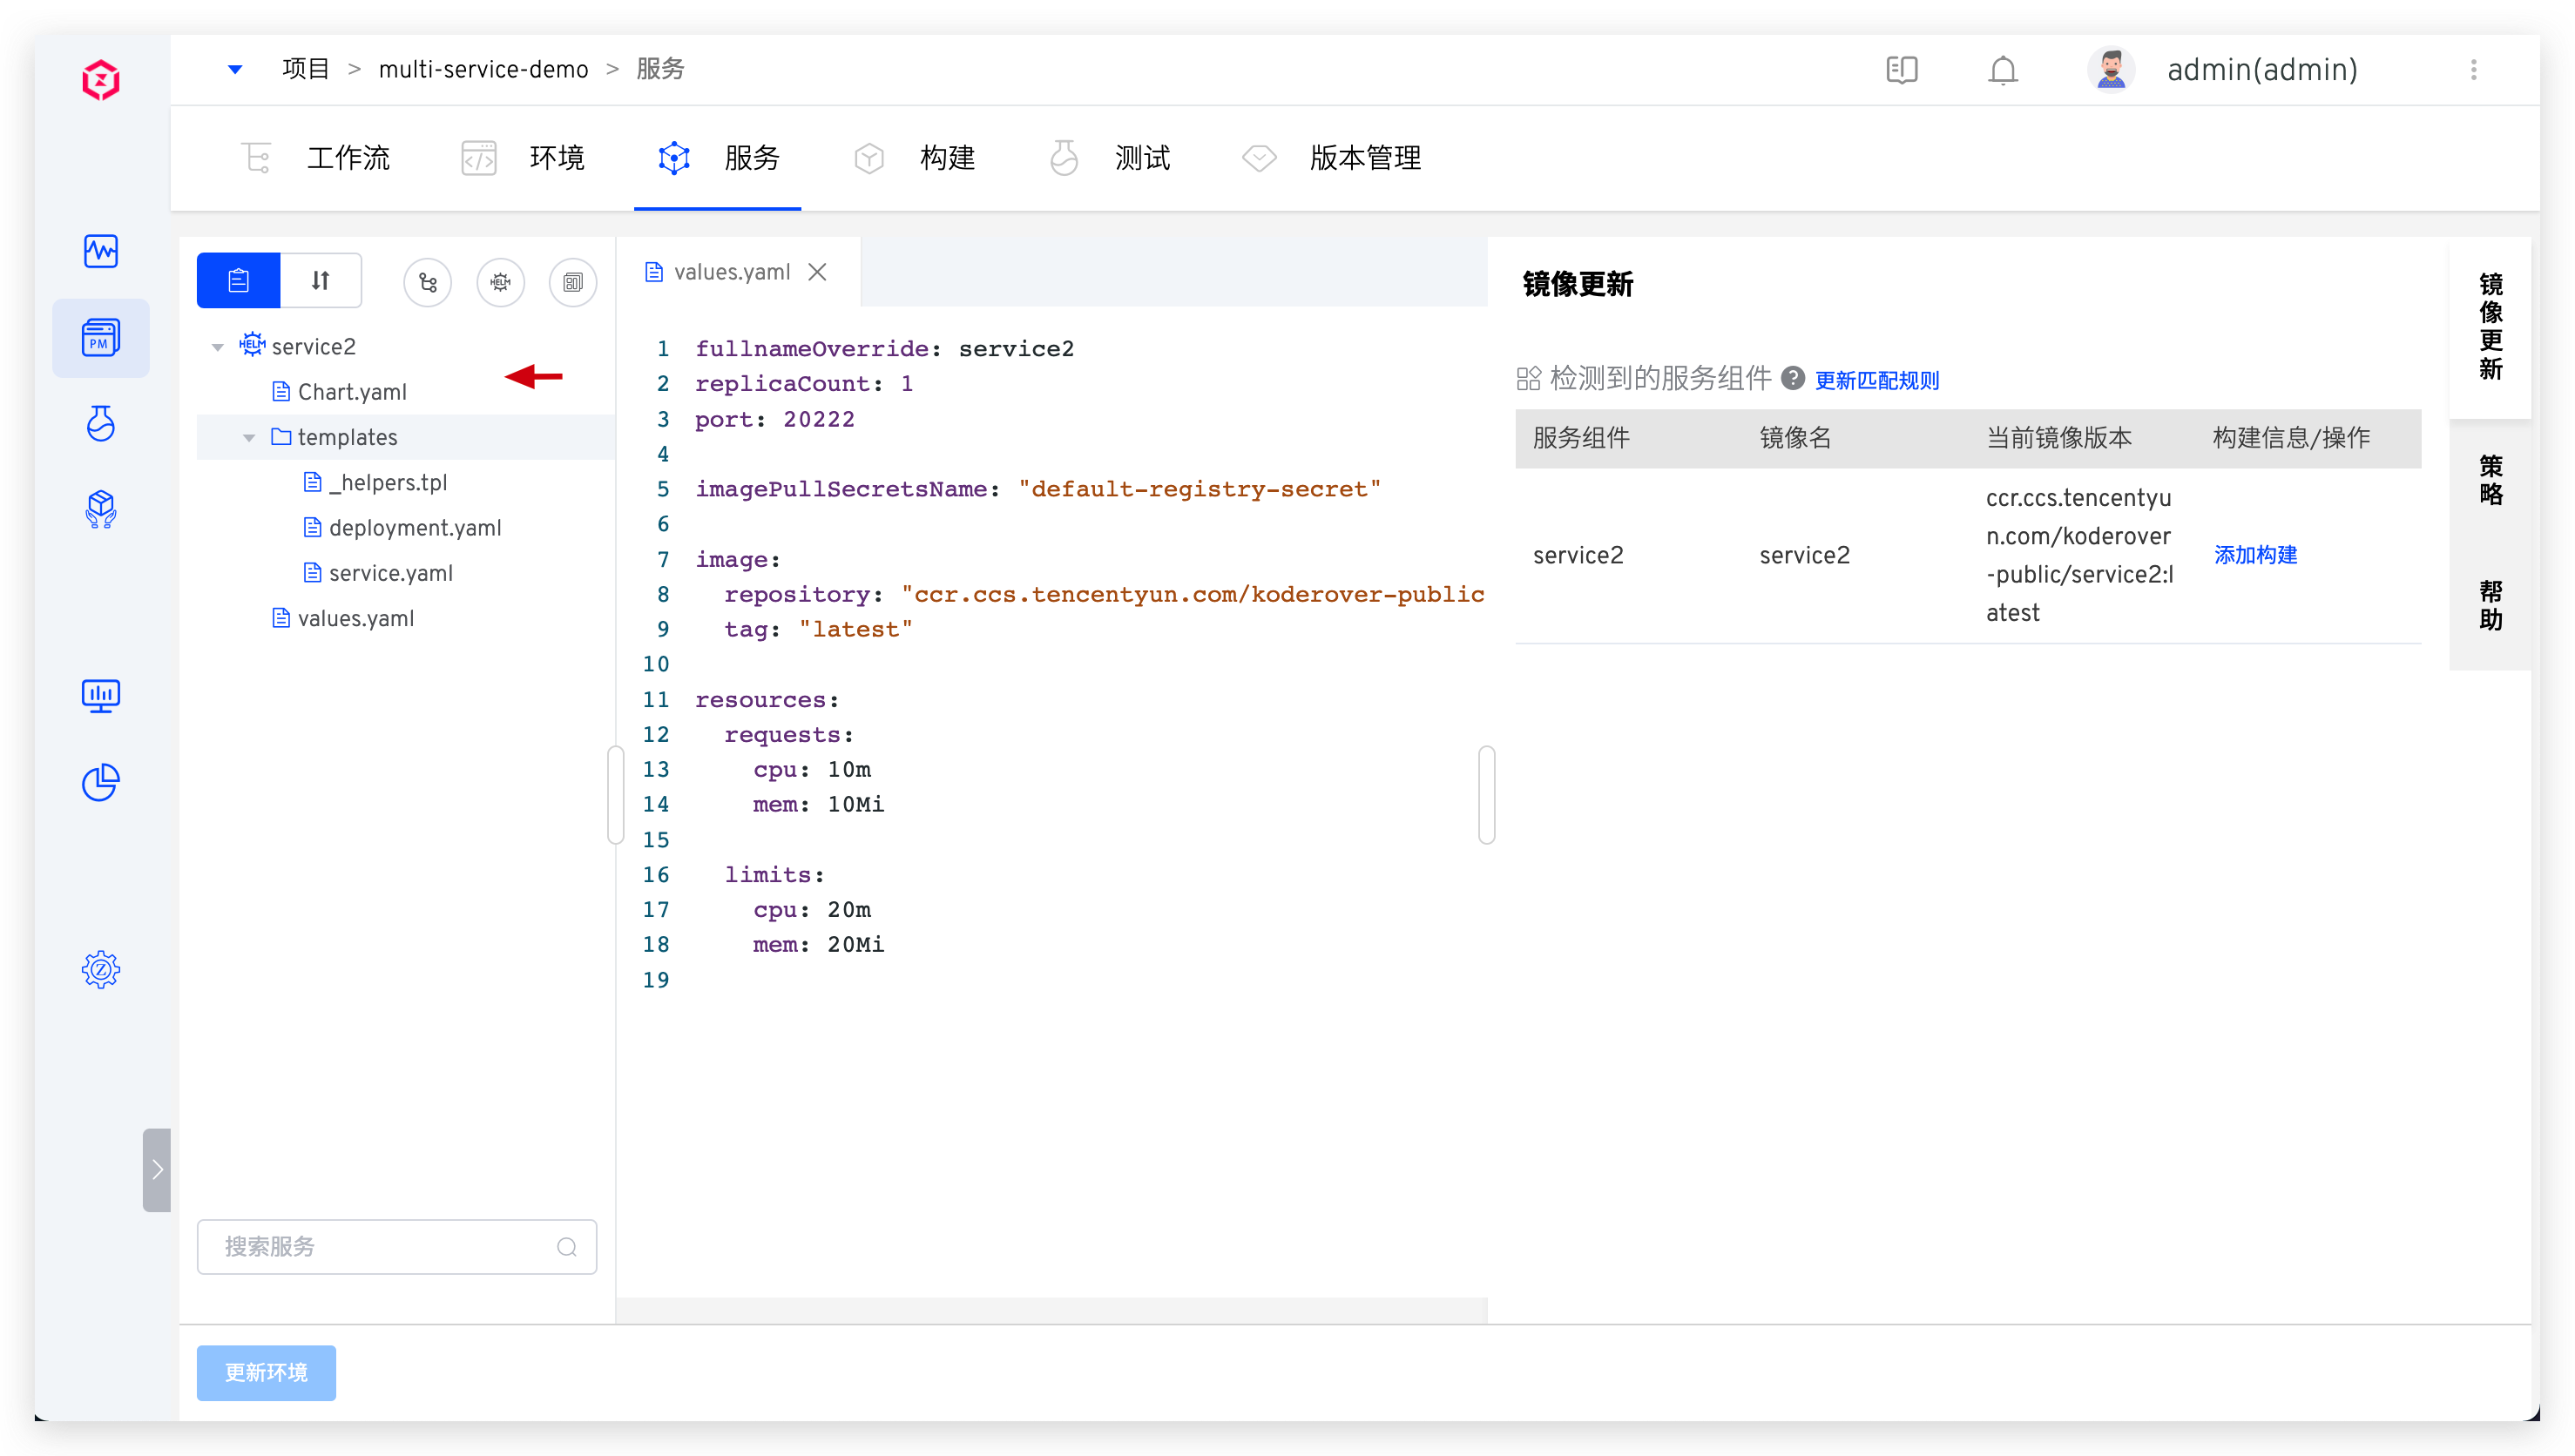 项目 > multi-service-demo > 服务
admin(admin)
工作流
环境
服务
构建
测试
版本管理
PM
HELM
HELM service2
Chart.yaml
templates
_helpers.tpl
deployment.yaml
service.yaml
values.yaml
搜索服务
更新环境
values.yaml
1 fullnameOverride: service2
2 replicaCount: 1
3 port: 20222
4
5 imagePullSecretsName: "default-registry-secret"
6
7 image:
8 repository: "ccr.ccs.tencentyun.com/koderover-public
9 tag: "latest"
10
11 resources:
12 requests:
13 cpu: 10m
14 mem: 10Mi
15
16 limits:
17 cpu: 20m
18 mem: 20Mi
19
镜像更新
检测到的服务组件 ? 更新匹配规则
服务组件 镜像名 当前镜像版本 构建信息/操作
service2 service2 ccr.ccs.tencentyu
n.com/koderover
-public/service2:l
atest
添加构建
镜像更新
策略
帮助